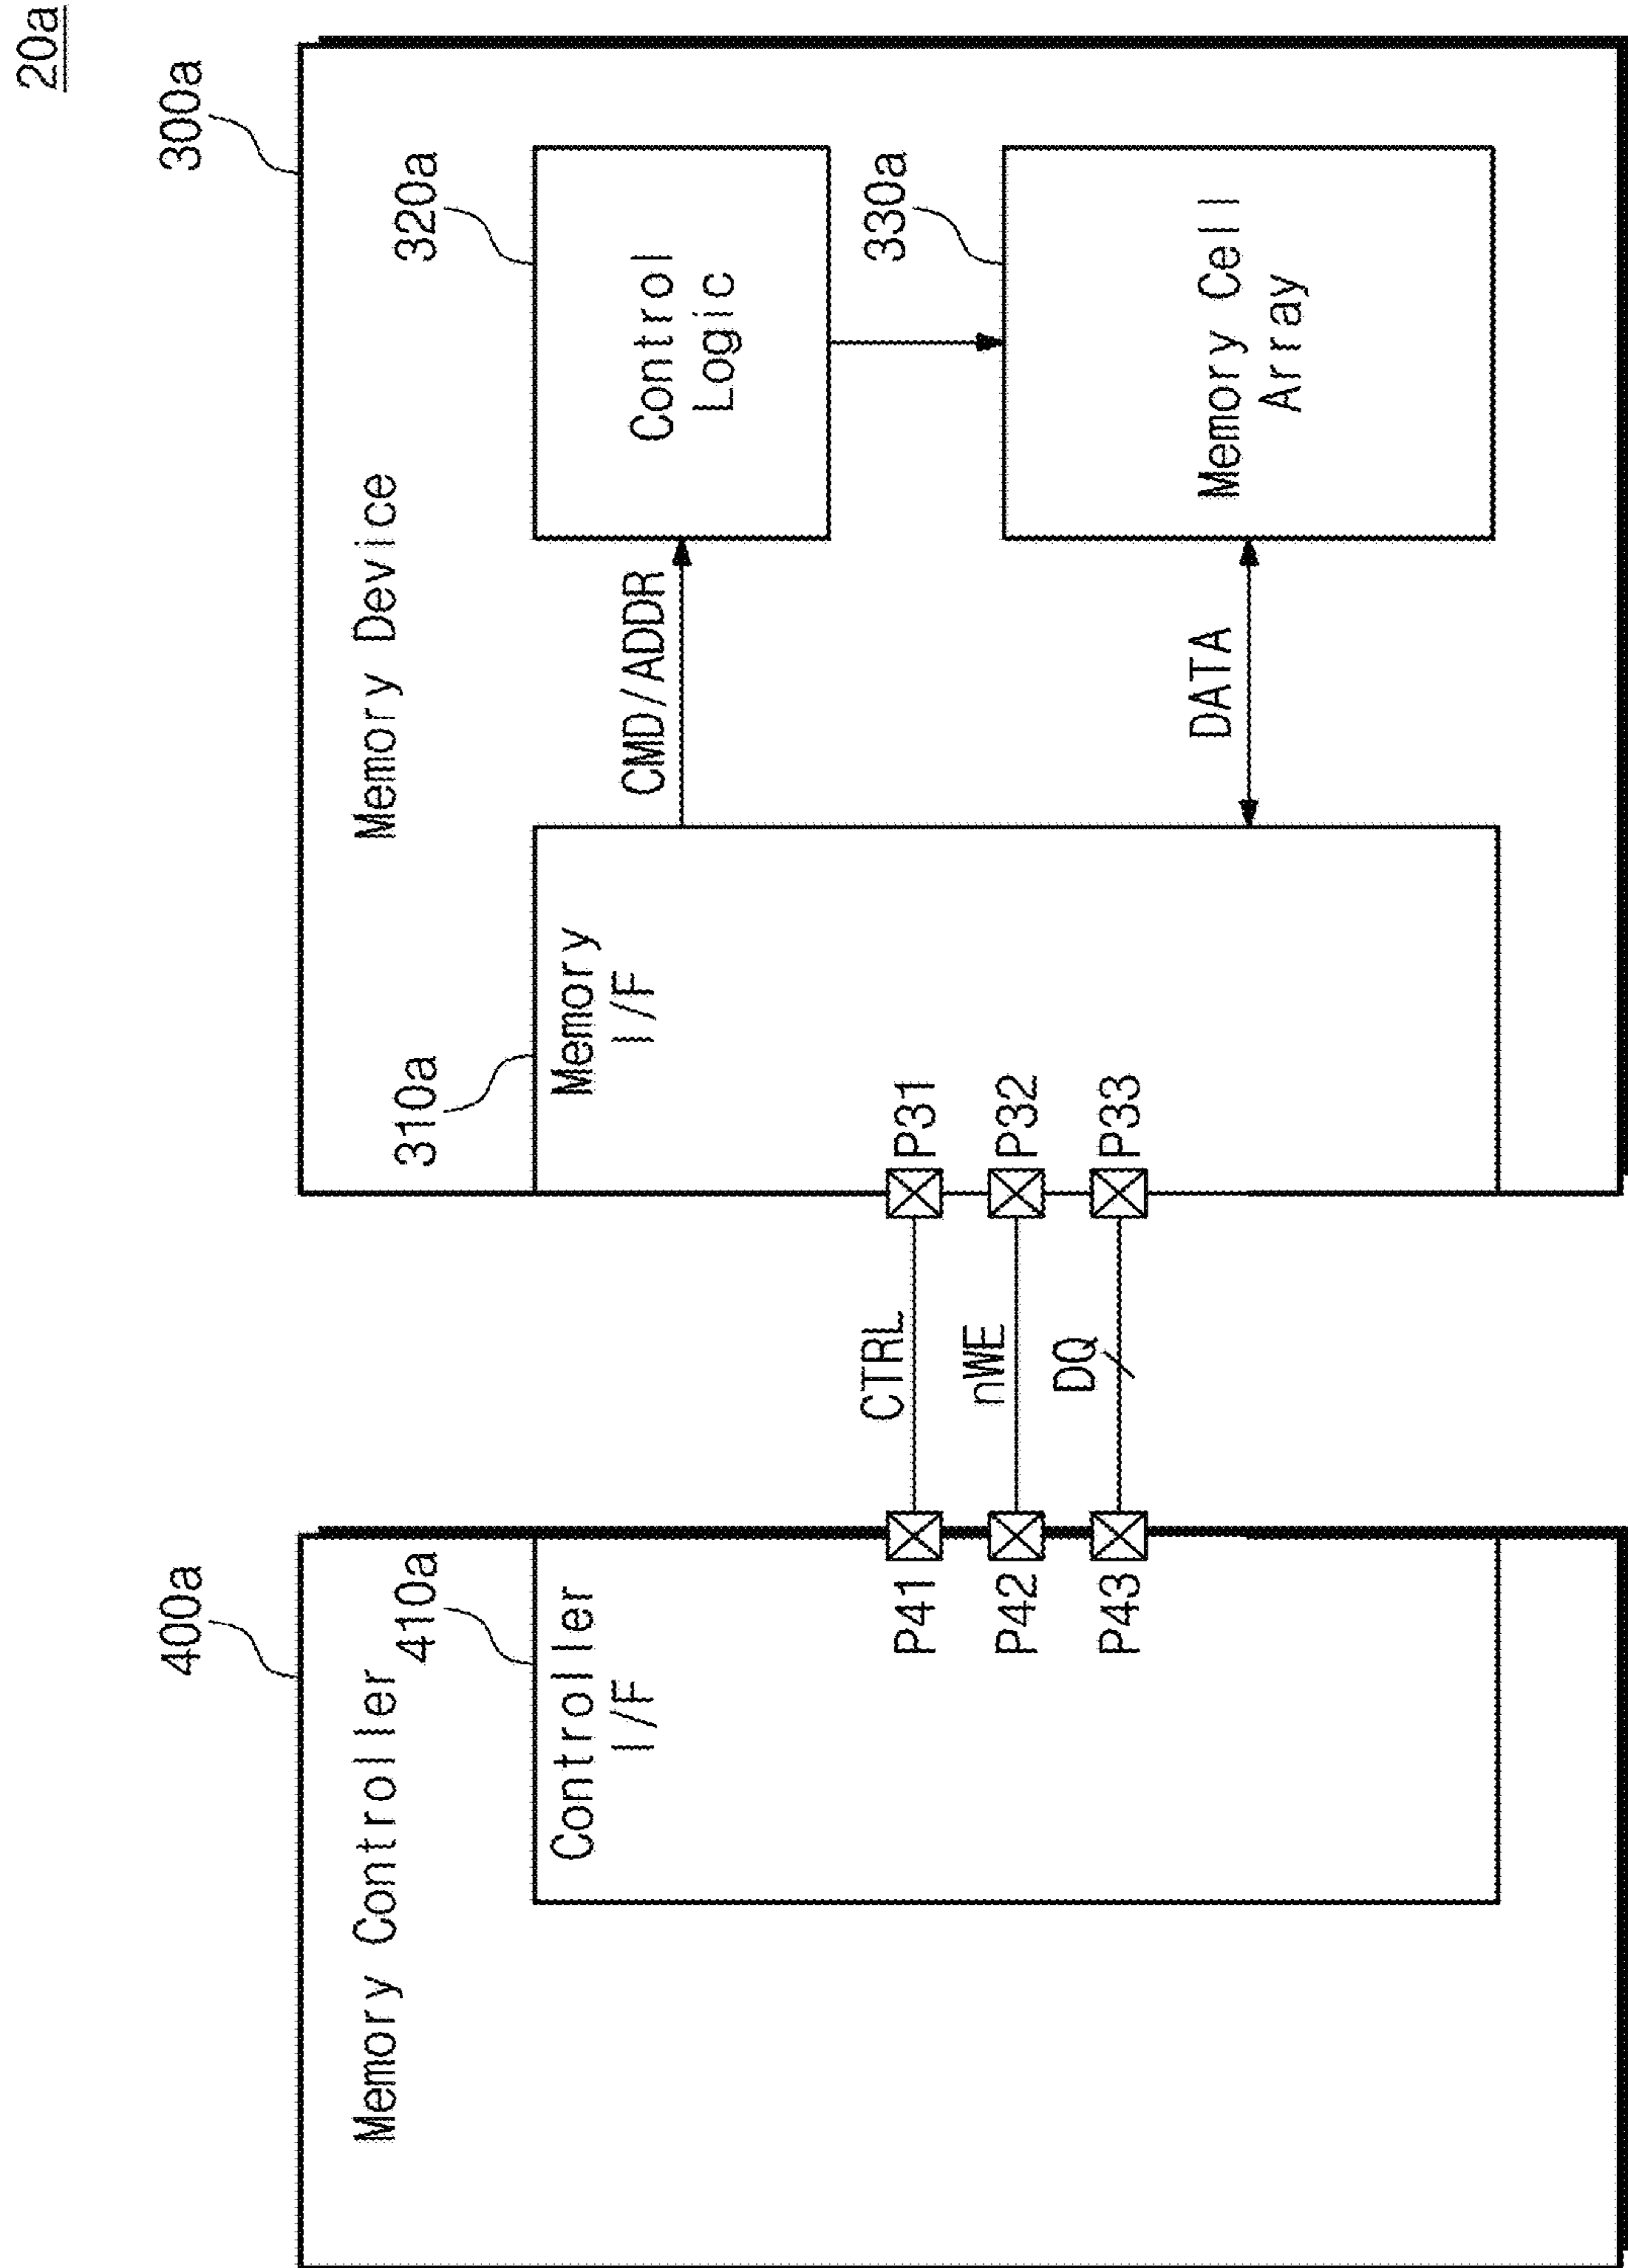 20a
400a
300a
Memory Controller
Memory Device
410a
310a
320a
Controller
I/F
Memory
I/F
CMD/ADDR
Control
Logic
CTRL
P41
P31
nWE
P42
P32
DQ
P43
P33
330a
DATA
Memory Cell
Array